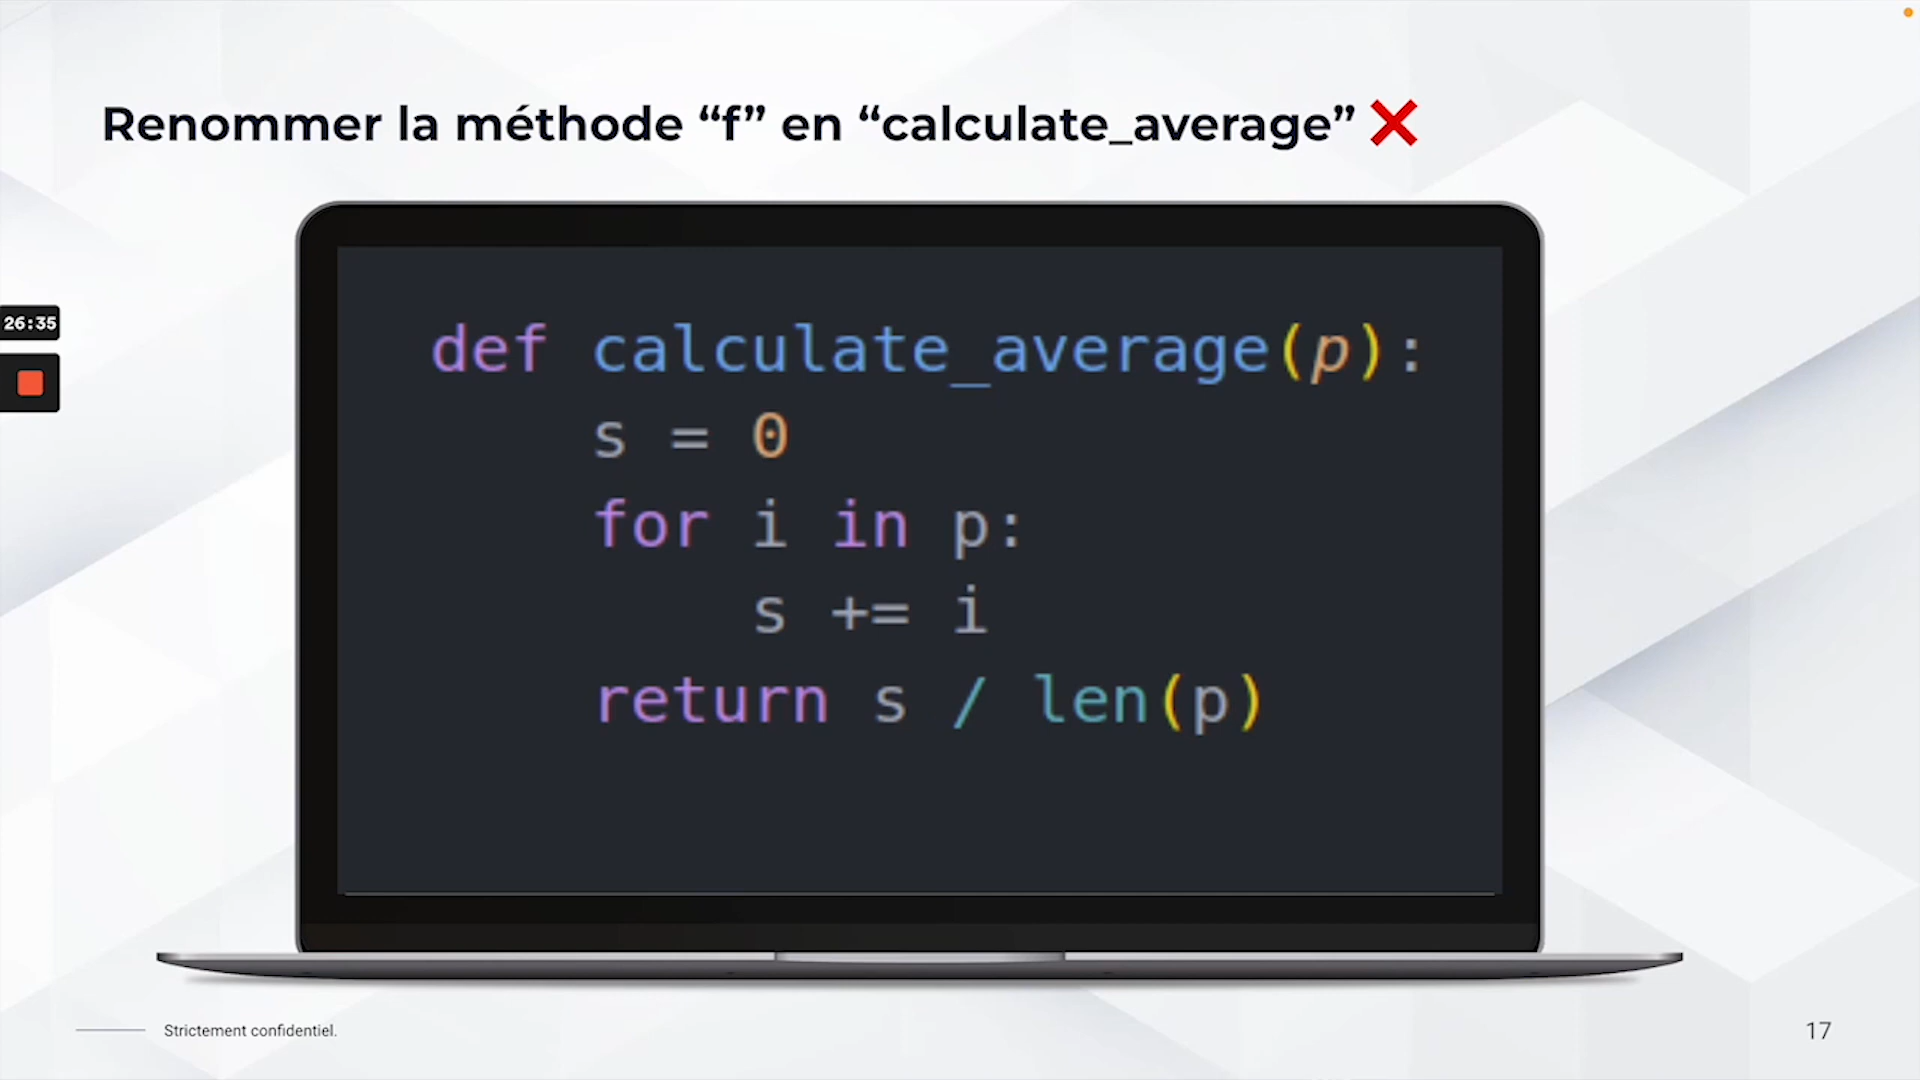 Renommer la méthode “f” en “calculate_average” ❌
26:35
def calculate_average(p):
    s = 0
    for i in p:
        s += i
    return s / len(p)
Strictement confidentiel.
17